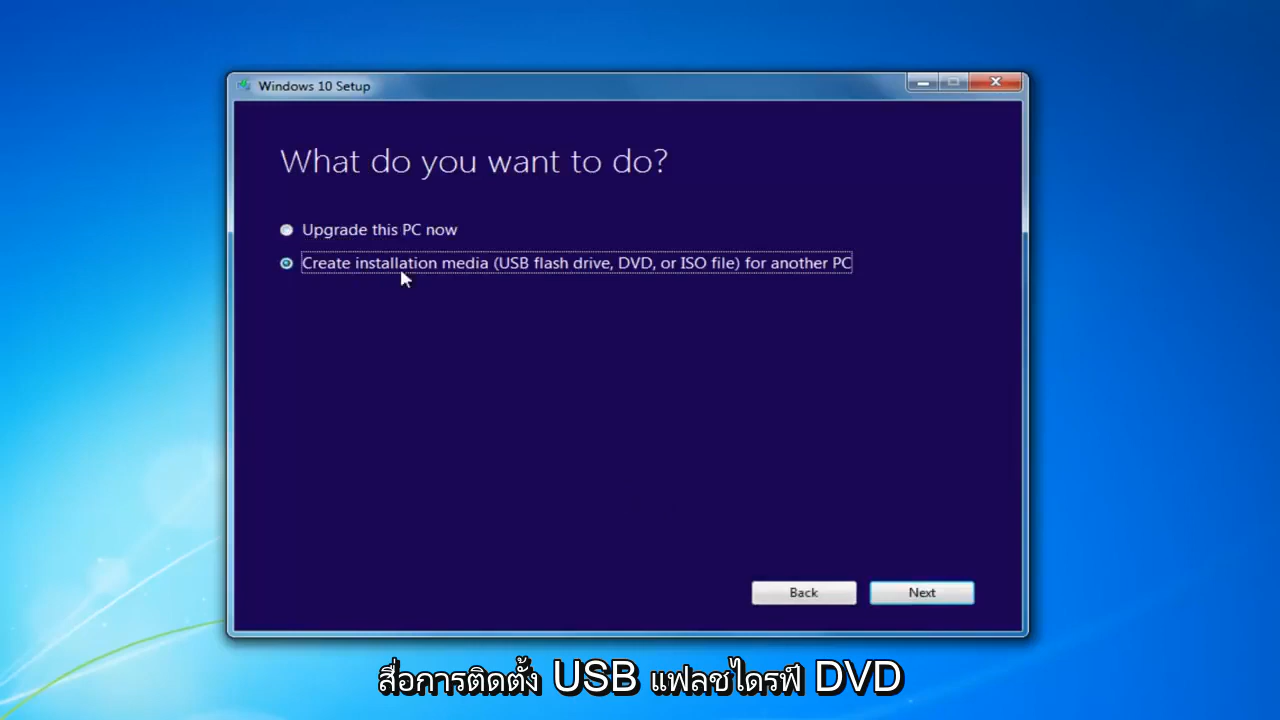 Windows 10 Setup
What do you want to do?
Upgrade this PC now
Create installation media (USB flash drive, DVD, or ISO file) for another PC
Back Next
สื่อการติดตั้ง USB แฟลชไดรฟ์ DVD